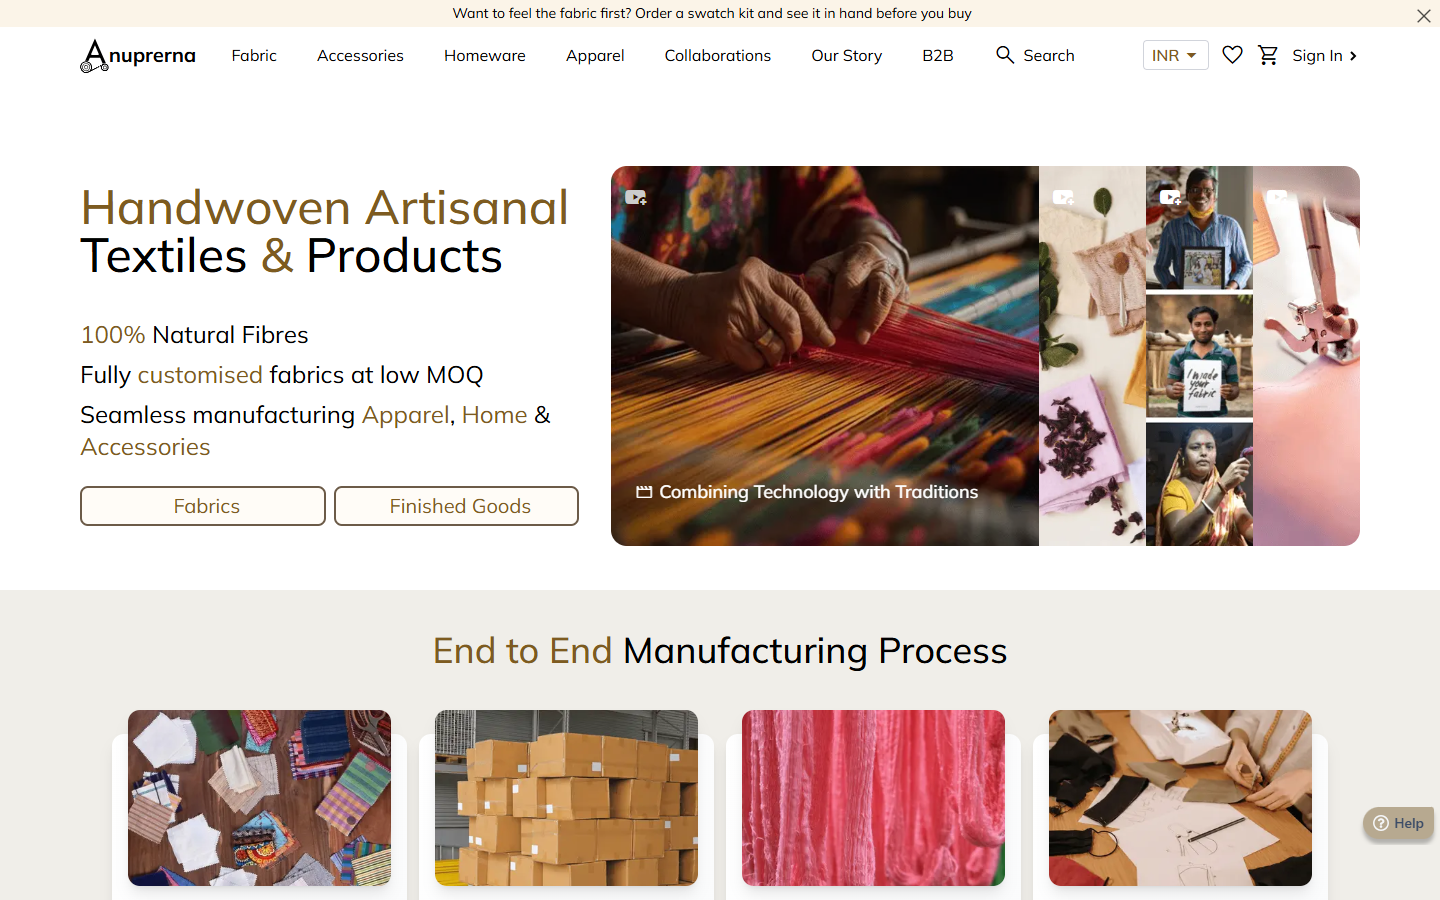 Want to feel the fabric first? Order a swatch kit and see it in hand before you buy
Anuprerna
Fabric
Accessories
Homeware
Apparel
Collaborations
Our Story
B2B
Search
INR
Sign In
Handwoven Artisanal
Textiles & Products
100% Natural Fibres
Fully customised fabrics at low MOQ
Seamless manufacturing Apparel, Home &
Accessories
Fabrics
Finished Goods
Combining Technology with Traditions
I made
your
fabric
End to End Manufacturing Process
Help